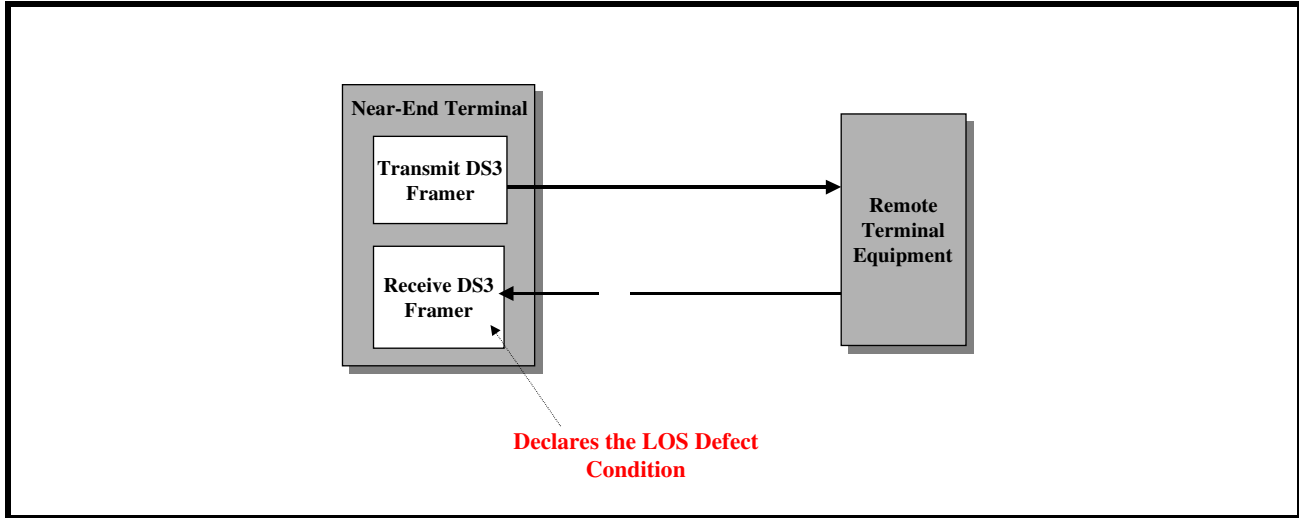 Near-End Terminal
Transmit DS3
Framer
Receive DS3
Framer
Remote
Terminal
Equipment
Declares the LOS Defect
Condition